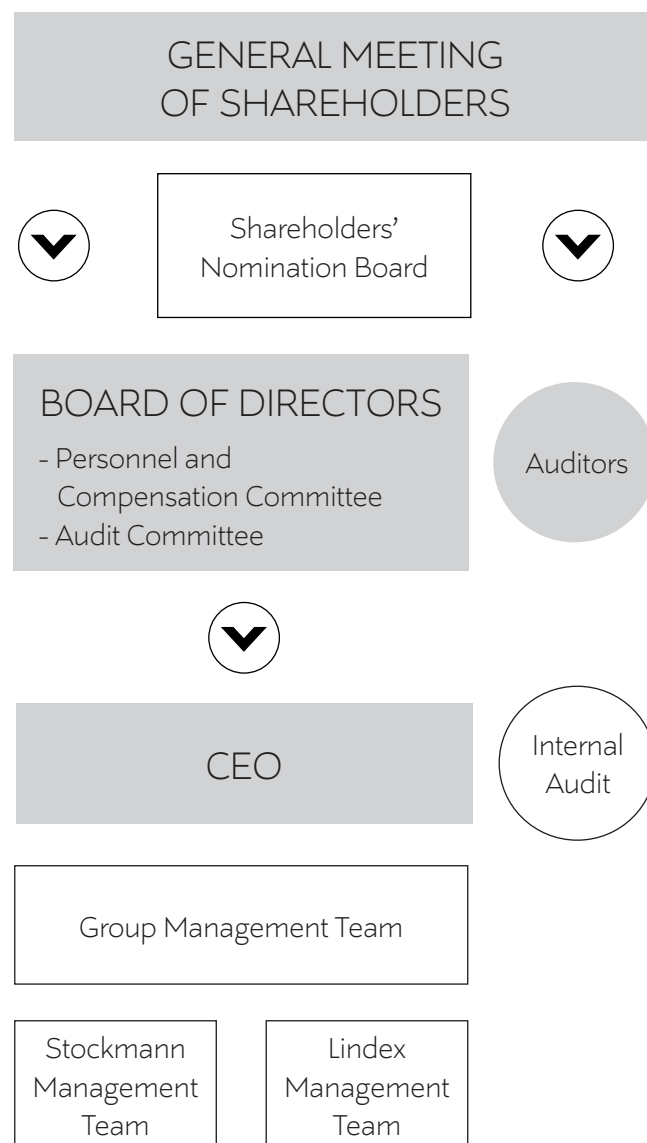 GENERAL MEETING
OF SHAREHOLDERS
Shareholders’
Nomination Board
BOARD OF DIRECTORS
- Personnel and
Compensation Committee
- Audit Committee
Auditors
CEO
Internal
Audit
Group Management Team
Stockmann
Management
Team
Lindex
Management
Team